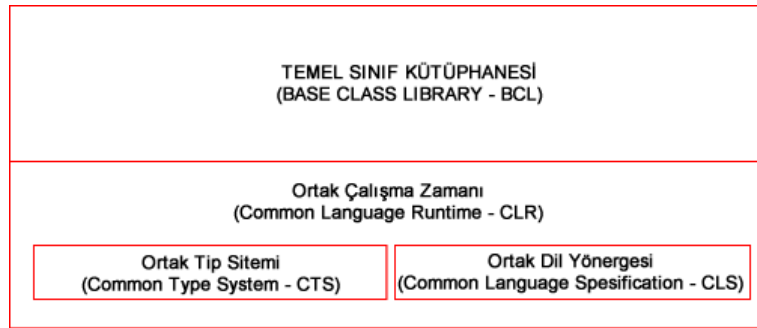 TEMEL SINIF KÜTÜPHANESİ
(BASE CLASS LIBRARY - BCL)
Ortak Çalışma Zamanı
(Common Language Runtime - CLR)
Ortak Tip Sitemi
(Common Type System - CTS)
Ortak Dil Yönergesi
(Common Language Spesification - CLS)